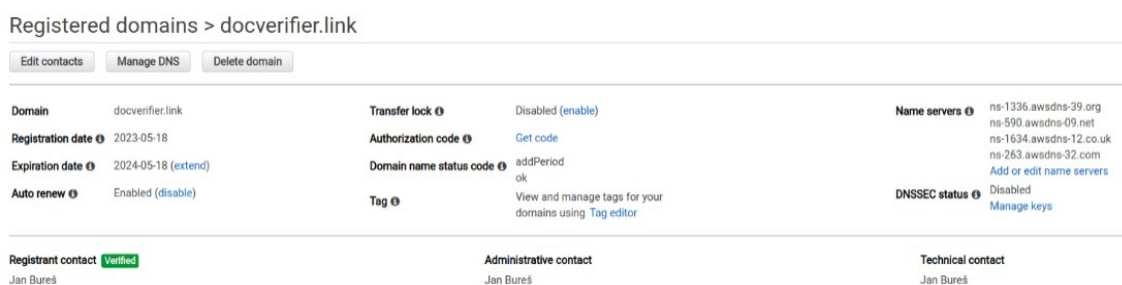 Registered domains > docverifier.link
Edit contacts Manage DNS Delete domain
Domain docverifier.link
Registration date 2023-05-18
Expiration date 2024-05-18 (extend)
Auto renew Enabled (disable)
Transfer lock Disabled (enable)
Authorization code Get code
Domain name status code addPeriod
ok
Tag View and manage tags for your
domains using Tag editor
Name servers ns-1336.awsdns-39.org
ns-590.awsdns-09.net
ns-1634.awsdns-12.co.uk
ns-263.awsdns-32.com
Add or edit name servers
DNSSEC status Disabled
Manage keys
Registrant contact Verified
Jan Bureš
Administrative contact
Jan Bureš
Technical contact
Jan Bureš